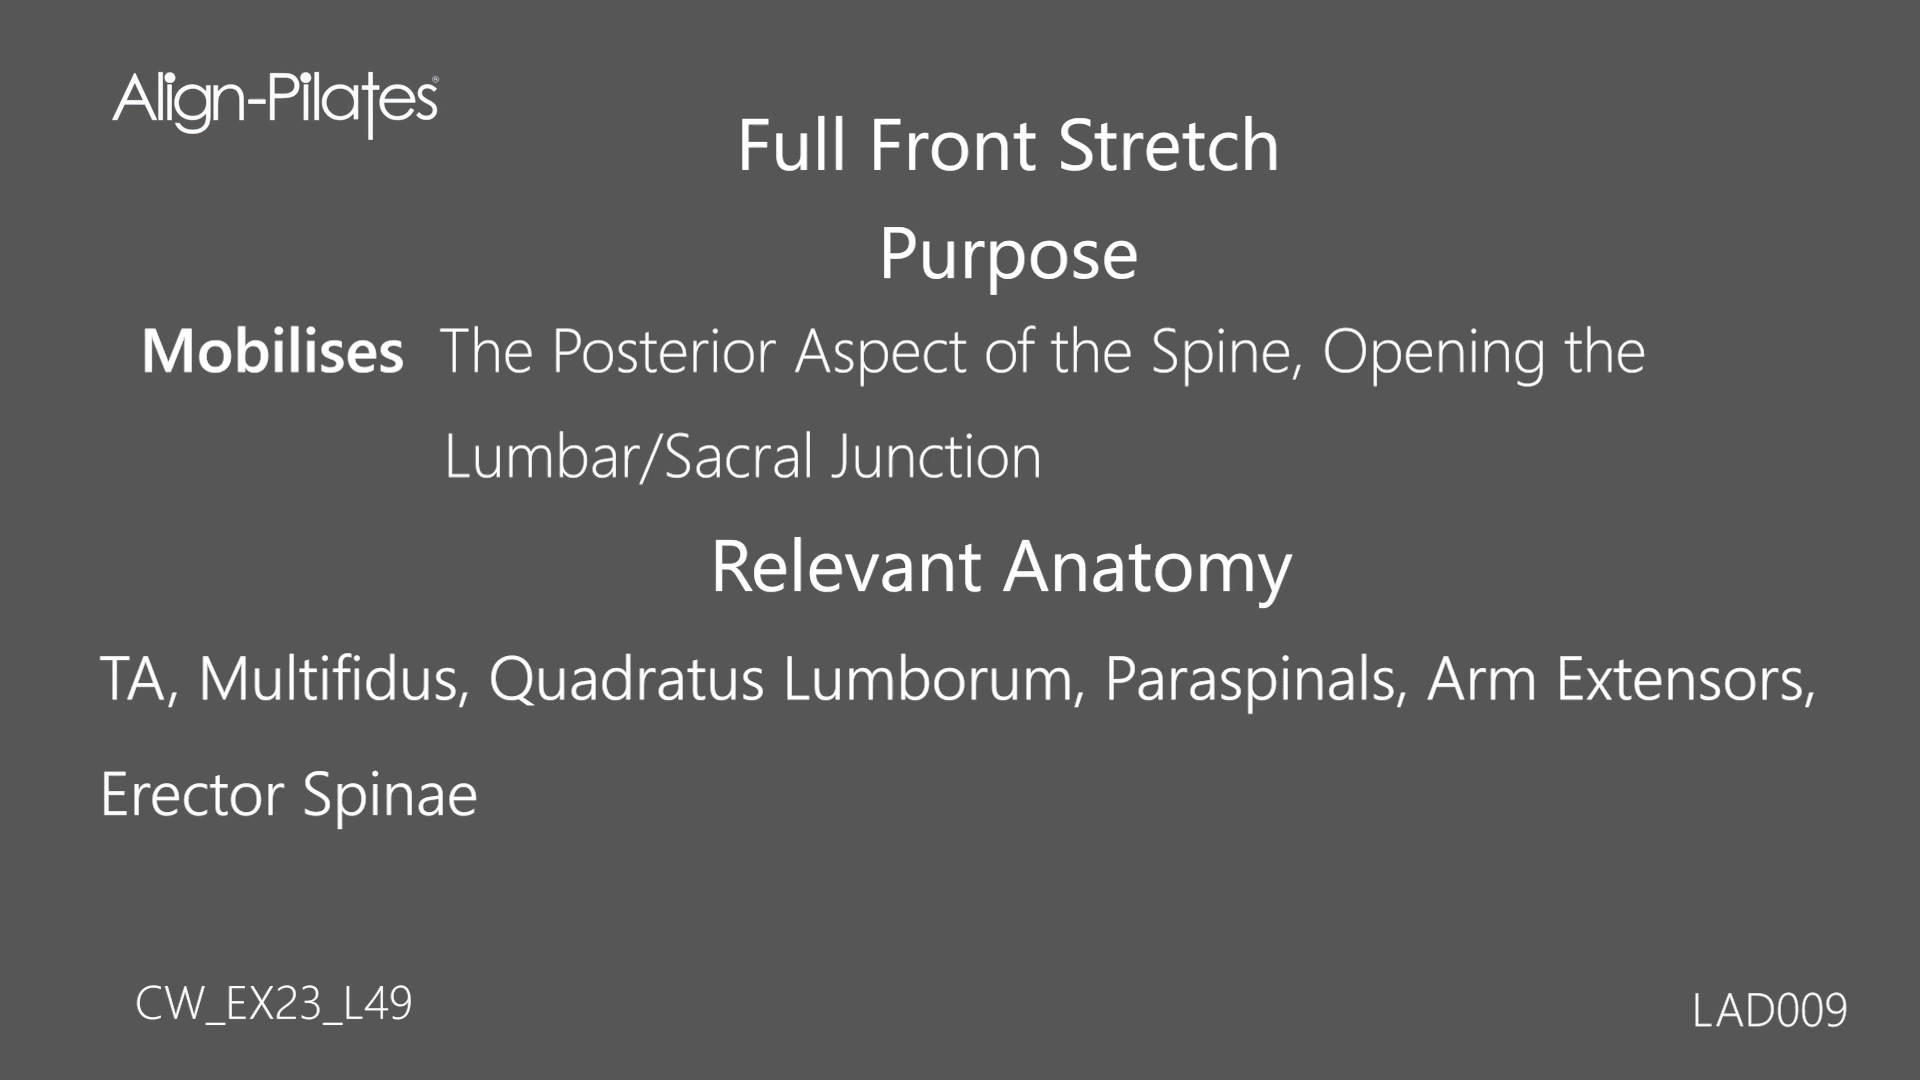 Align-Pilates®
Full Front Stretch
Purpose
Mobilises The Posterior Aspect of the Spine, Opening the
Lumbar/Sacral Junction
Relevant Anatomy
TA, Multifidus, Quadratus Lumborum, Paraspinals, Arm Extensors,
Erector Spinae
CW_EX23_L49
LAD009